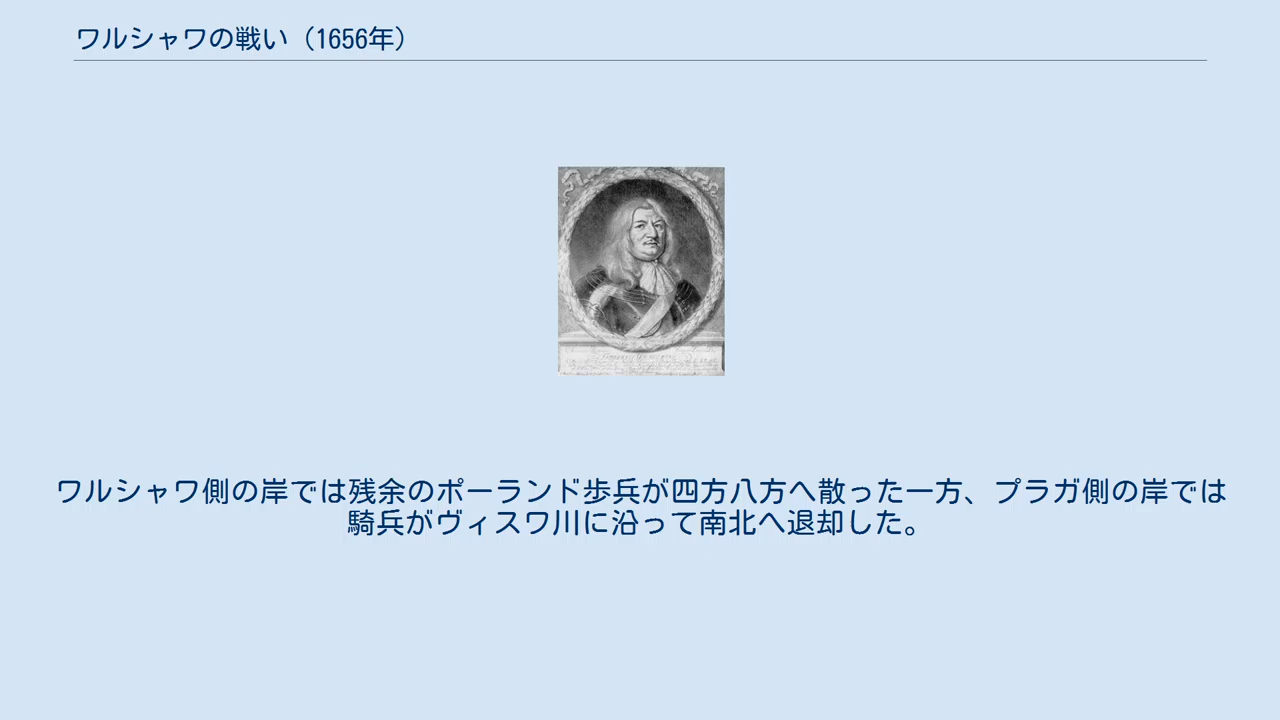 ワルシャワの戦い（1656年）
ワルシャワ側の岸では残余のポーランド歩兵が四方八方へ散った一方、プラガ側の岸では
騎兵がヴィスワ川に沿って南北へ退却した。